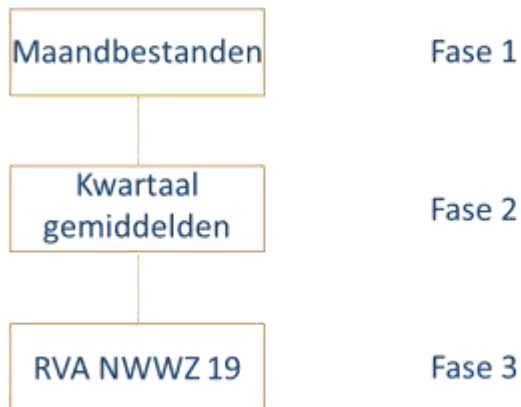 Maandbestanden Fase 1
Kwartaal
gemiddelden Fase 2
RVA NWWZ 19 Fase 3